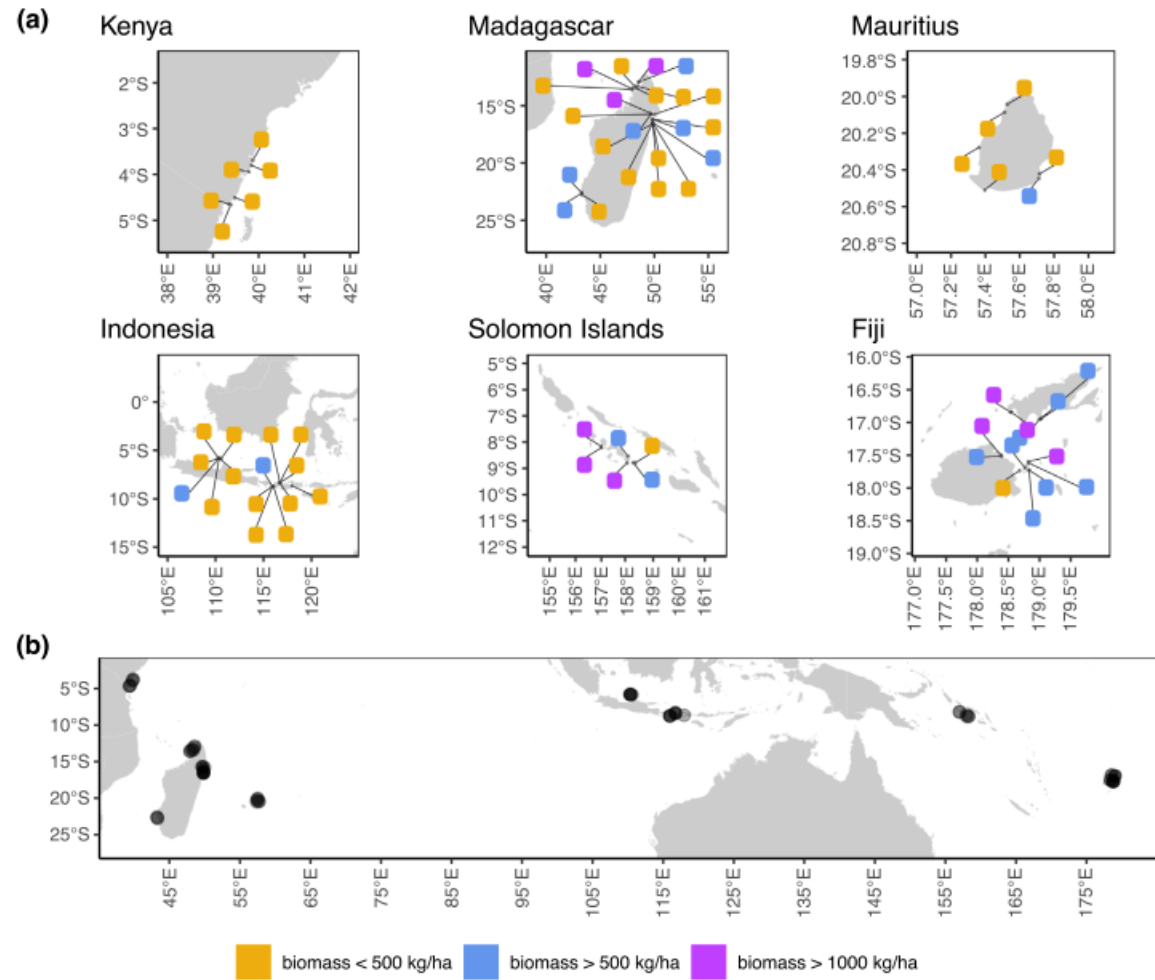 (a)
Kenya
Madagascar
Mauritius
2°S
3°S
4°S
5°S
38°E
39°E
40°E
41°E
42°E
15°S
20°S
25°S
40°E
45°E
50°E
55°E
19.8°S
20.0°S
20.2°S
20.4°S
20.6°S
20.8°S
57.0°E
57.2°E
57.4°E
57.6°E
57.8°E
58.0°E
Indonesia
Solomon Islands
Fiji
0°
5°S
10°S
15°S
105°E
110°E
115°E
120°E
5°S
6°S
7°S
8°S
9°S
10°S
11°S
12°S
155°E
156°E
157°E
158°E
159°E
160°E
161°E
16.0°S
16.5°S
17.0°S
17.5°S
18.0°S
18.5°S
19.0°S
177.0°E
177.5°E
178.0°E
178.5°E
179.0°E
179.5°E
(b)
5°S
10°S
15°S
20°S
25°S
45°E
55°E
65°E
75°E
85°E
95°E
105°E
115°E
125°E
135°E
145°E
155°E
165°E
175°E
biomass < 500 kg/ha
biomass > 500 kg/ha
biomass > 1000 kg/ha